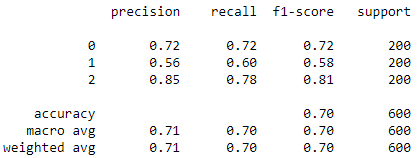 precision recall f1-score support
0 0.72 0.72 0.72 200
1 0.56 0.60 0.58 200
2 0.85 0.78 0.81 200
accuracy 0.70 600
macro avg 0.71 0.70 0.70 600
weighted avg 0.71 0.70 0.70 600